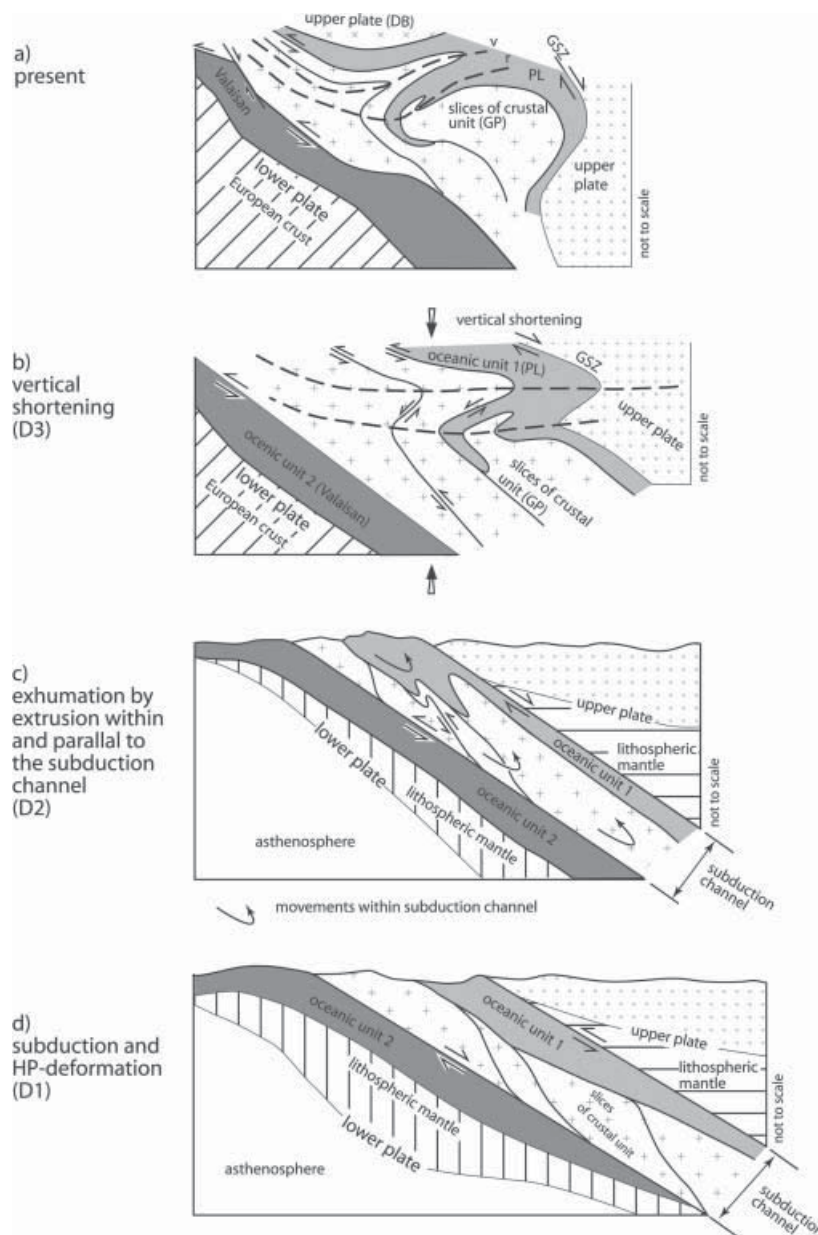 a)
present
upper plate (DB)
v
r
GSZ
PL
Valaisan
slices of crustal
unit (GP)
upper
plate
lower plate
European crust
not to scale
b)
vertical
shortening
(D3)
vertical shortening
oceanic unit 1(PL)
GSZ
upper plate
ocenic unit 2 (Valaisan)
lower plate
European crust
slices of crustal
unit (GP)
not to scale
c)
exhumation by
extrusion within
and parallal to
the subduction
channel
(D2)
upper plate
lithospheric
mantle
oceanic unit 1
lower plate
lithospheric mantle
oceanic unit 2
asthenosphere
not to scale
subduction
channel
movements within subduction channel
d)
subduction and
HP-deformation
(D1)
oceanic unit 2
oceanic unit 1
upper plate
lithospheric
mantle
slices
of crustal unit
lithospheric mantle
lower plate
asthenosphere
not to scale
subduction
channel